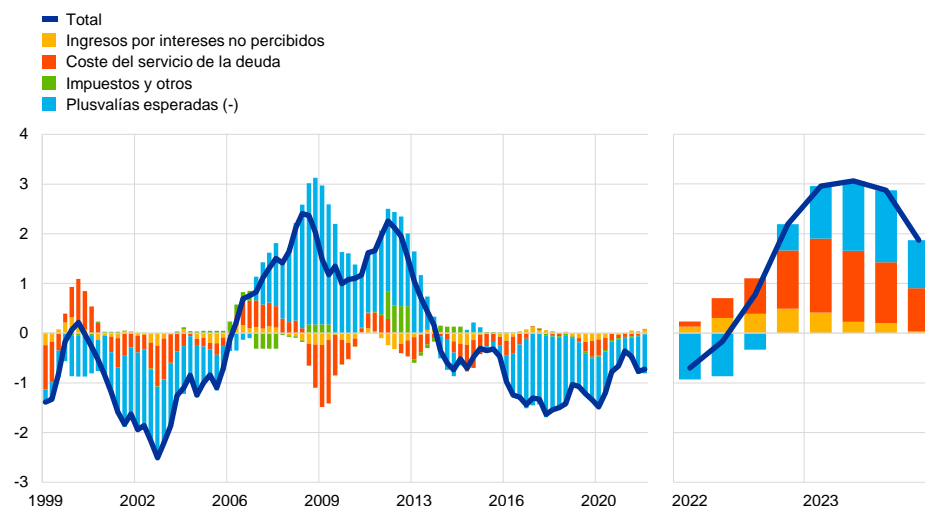 Total
Ingresos por intereses no percibidos
Coste del servicio de la deuda
Impuestos y otros
Plusvalías esperadas (-)
4
3
2
1
0
-1
-2
-3
1999 2002 2006 2009 2013 2016 2020 2022 2023